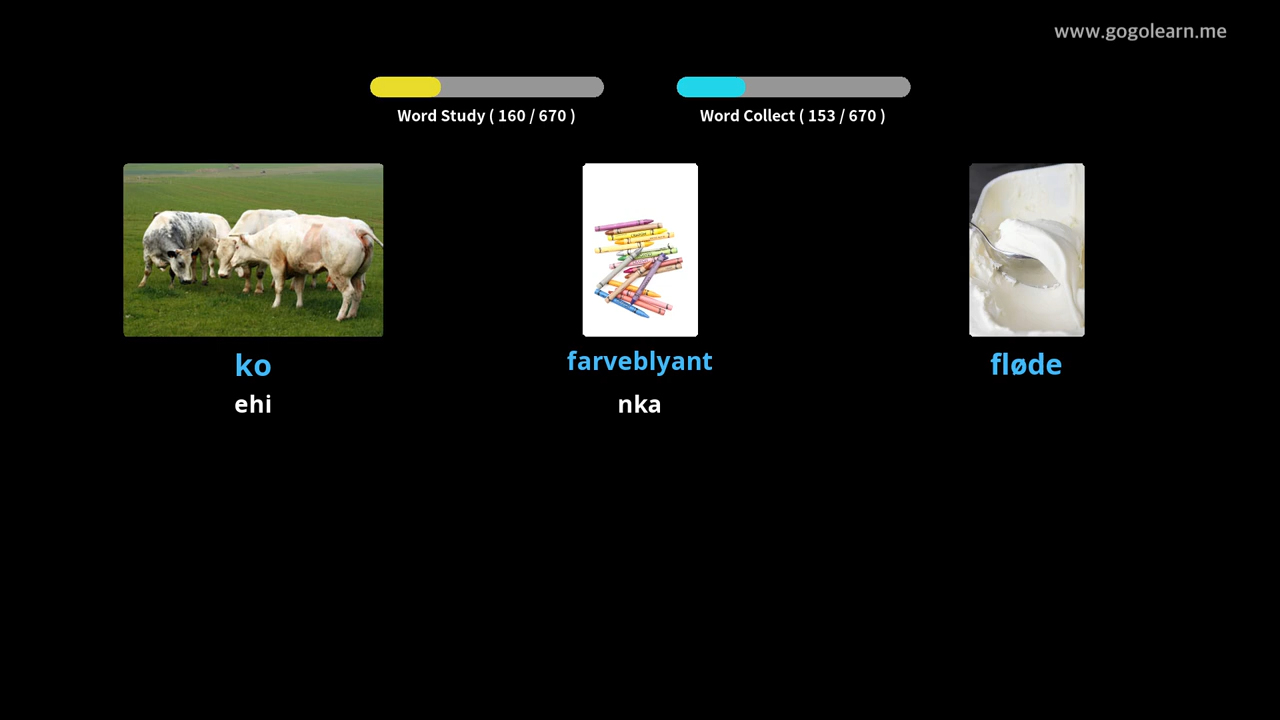 www.gogolearn.me
Word Study ( 160 / 670 )
Word Collect ( 153 / 670 )
ko
farveblyant
fløde
ehi
nka